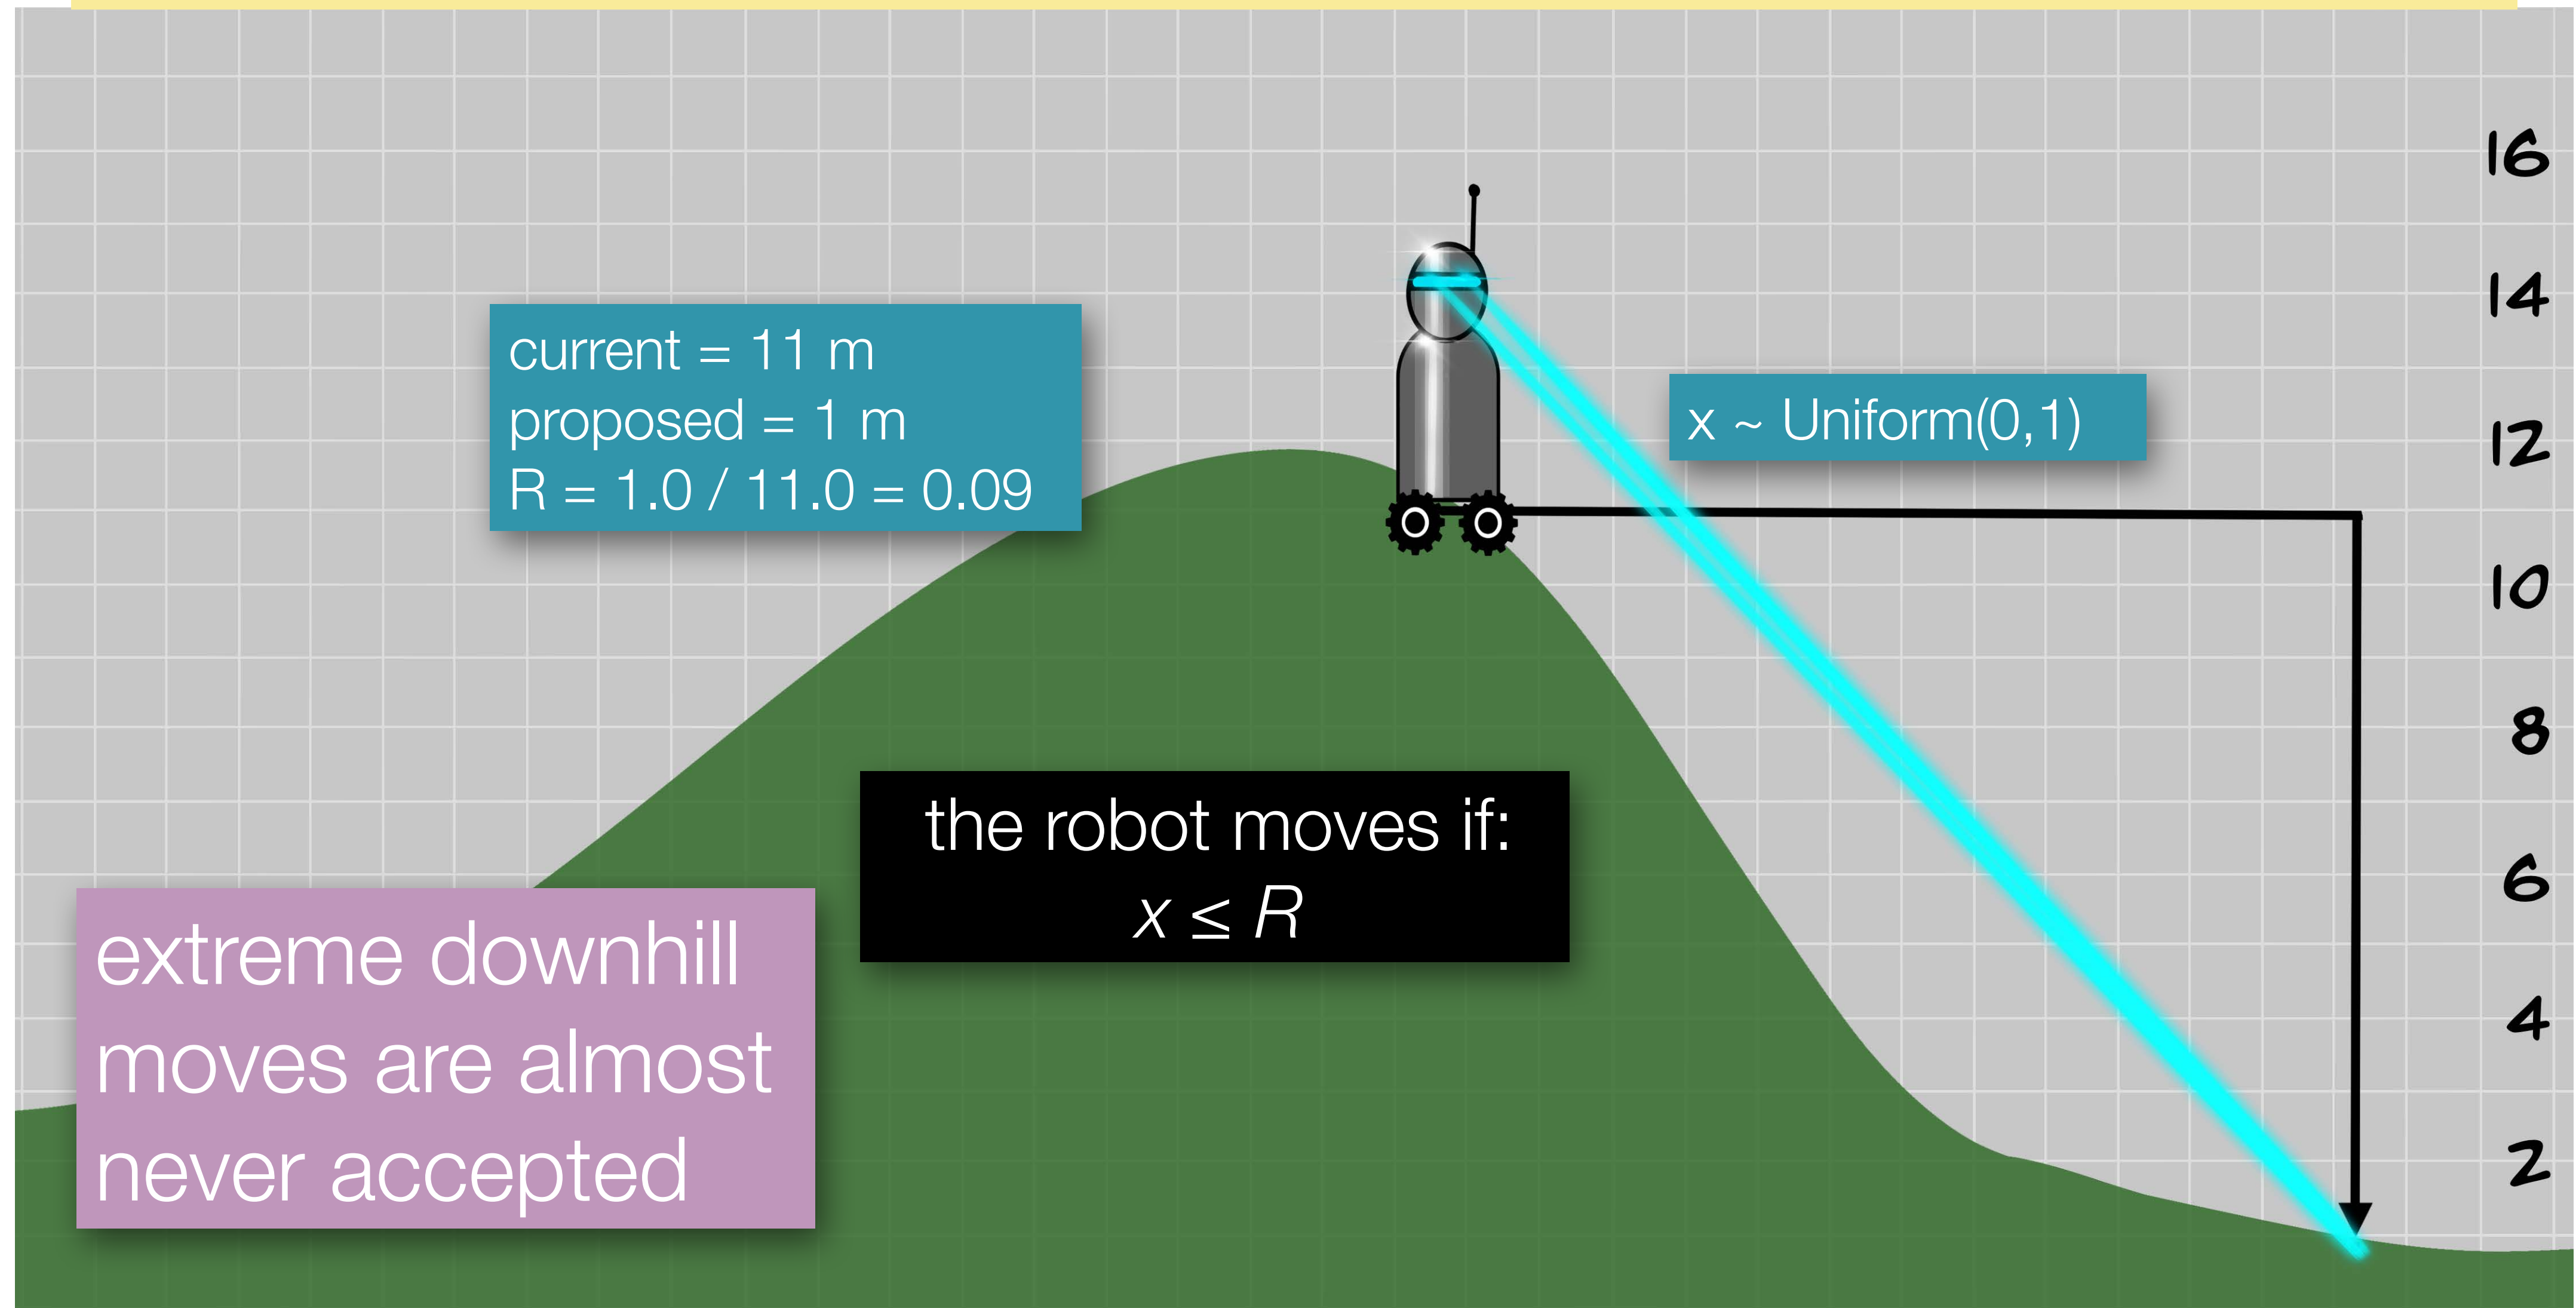 current = 11 m
proposed = 1 m
R = 1.0 / 11.0 = 0.09
x ~ Uniform(0,1)
the robot moves if:
x ≤ R
extreme downhill
moves are almost
never accepted
16
14
12
10
8
6
4
2